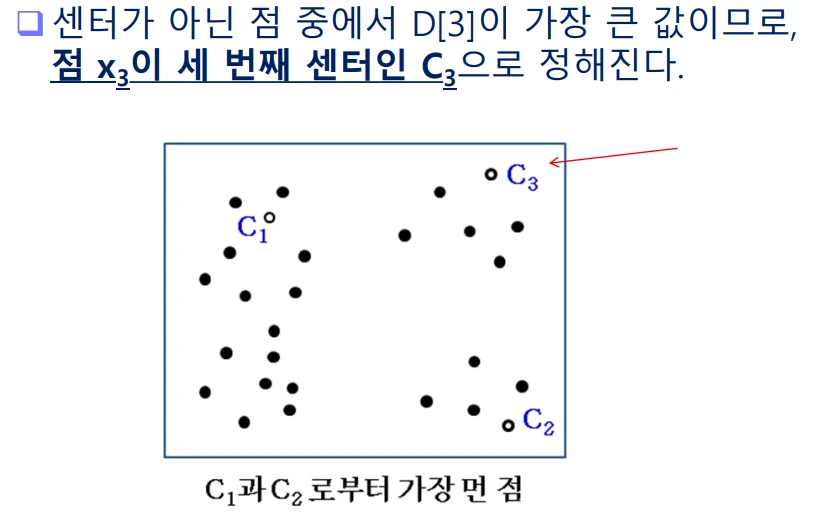 ❑ 센터가 아닌 점 중에서 D[3]이 가장 큰 값이므로,
점 x₃이 세 번째 센터인 C₃으로 정해진다.
C₃
C₁
C₂
C₁과 C₂ 로부터 가장 먼 점